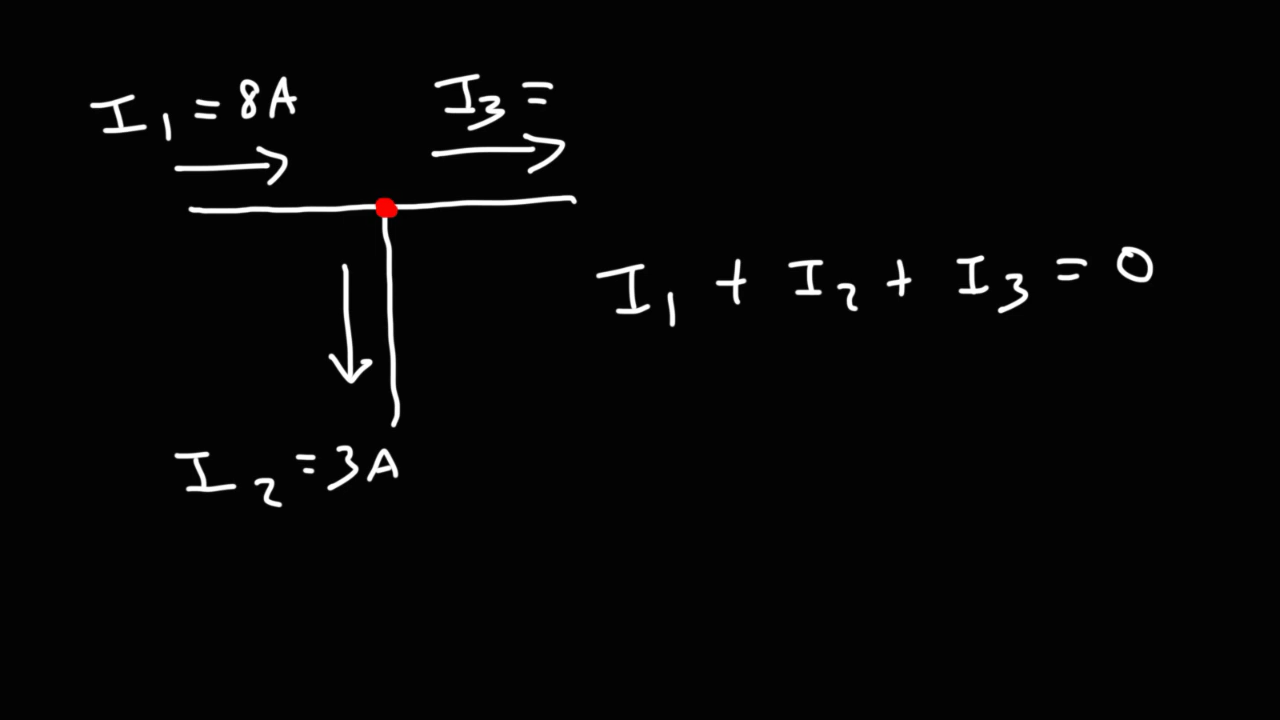 I₁ = 8A
I₃ =
I₁ + I₂ + I₃ = 0
I₂ = 3A